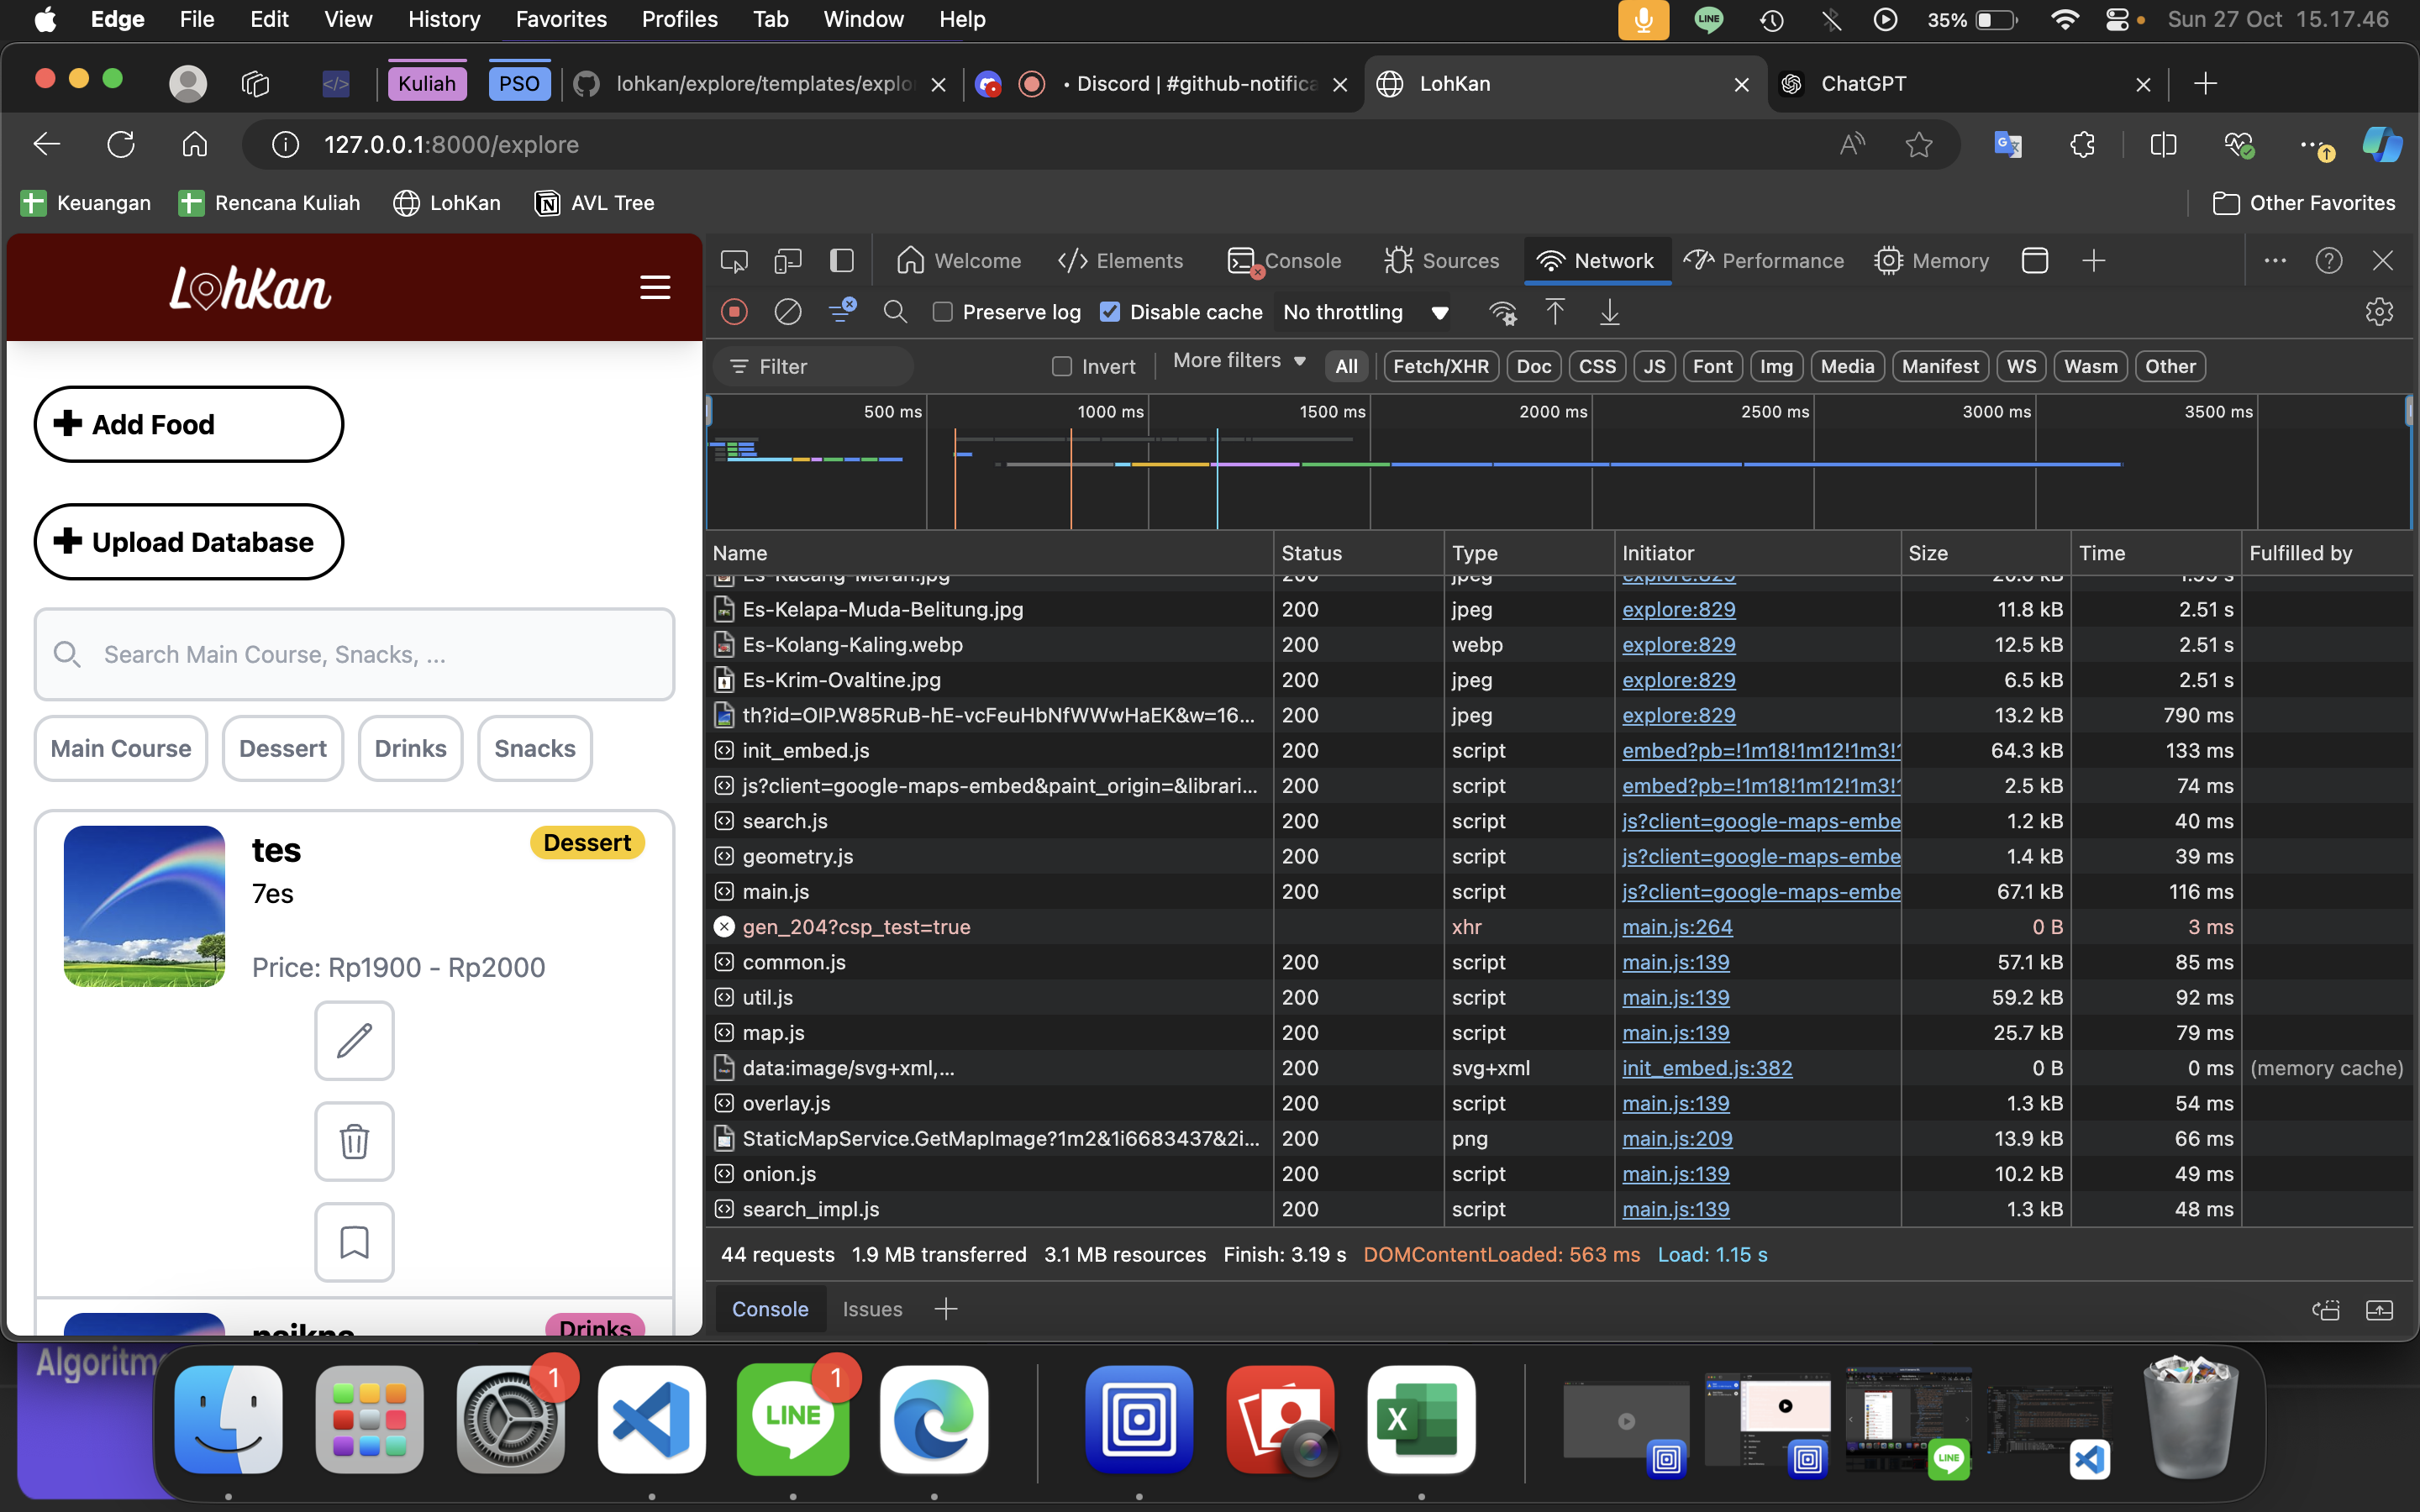 Edge File Edit View History Favorites Profiles Tab Window Help LINE 35% Sun 27 Oct 15.17.46
Kuliah PSO lohkan/explore/templates/explo • Discord | #github-notifica LohKan ChatGPT
127.0.0.1:8000/explore
Keuangan Rencana Kuliah LohKan AVL Tree Other Favorites
LohKan
Add Food
Upload Database
Search Main Course, Snacks, ...
Main Course Dessert Drinks Snacks
tes Dessert
7es
Price: Rp1900 - Rp2000
Drinks
Welcome Elements Console Sources Network Performance Memory
Preserve log Disable cache No throttling
Filter Invert More filters All Fetch/XHR Doc CSS JS Font Img Media Manifest WS Wasm Other
500 ms 1000 ms 1500 ms 2000 ms 2500 ms 3000 ms 3500 ms
Name Status Type Initiator Size Time Fulfilled by
Es-Kacang-Merah.jpg 200 jpeg explore:829
Es-Kelapa-Muda-Belitung.jpg 200 jpeg explore:829 11.8 kB 2.51 s
Es-Kolang-Kaling.webp 200 webp explore:829 12.5 kB 2.51 s
Es-Krim-Ovaltine.jpg 200 jpeg explore:829 6.5 kB 2.51 s
th?id=OIP.W85RuB-hE-vcFeuHbNfWWwHaEK&w=16... 200 jpeg explore:829 13.2 kB 790 ms
init_embed.js 200 script embed?pb=!1m18!1m12!1m3! 64.3 kB 133 ms
js?client=google-maps-embed&paint_origin=&librari... 200 script embed?pb=!1m18!1m12!1m3! 2.5 kB 74 ms
search.js 200 script js?client=google-maps-embe 1.2 kB 40 ms
geometry.js 200 script js?client=google-maps-embe 1.4 kB 39 ms
main.js 200 script js?client=google-maps-embe 67.1 kB 116 ms
gen_204?csp_test=true xhr main.js:264 0 B 3 ms
common.js 200 script main.js:139 57.1 kB 85 ms
util.js 200 script main.js:139 59.2 kB 92 ms
map.js 200 script main.js:139 25.7 kB 79 ms
data:image/svg+xml,... 200 svg+xml init_embed.js:382 0 B 0 ms (memory cache)
overlay.js 200 script main.js:139 1.3 kB 54 ms
StaticMapService.GetMapImage?1m2&1i6683437&2i... 200 png main.js:209 13.9 kB 66 ms
onion.js 200 script main.js:139 10.2 kB 49 ms
search_impl.js 200 script main.js:139 1.3 kB 48 ms
44 requests 1.9 MB transferred 3.1 MB resources Finish: 3.19 s DOMContentLoaded: 563 ms Load: 1.15 s
Console Issues
Algoritm
1 LINE 1 X LINE